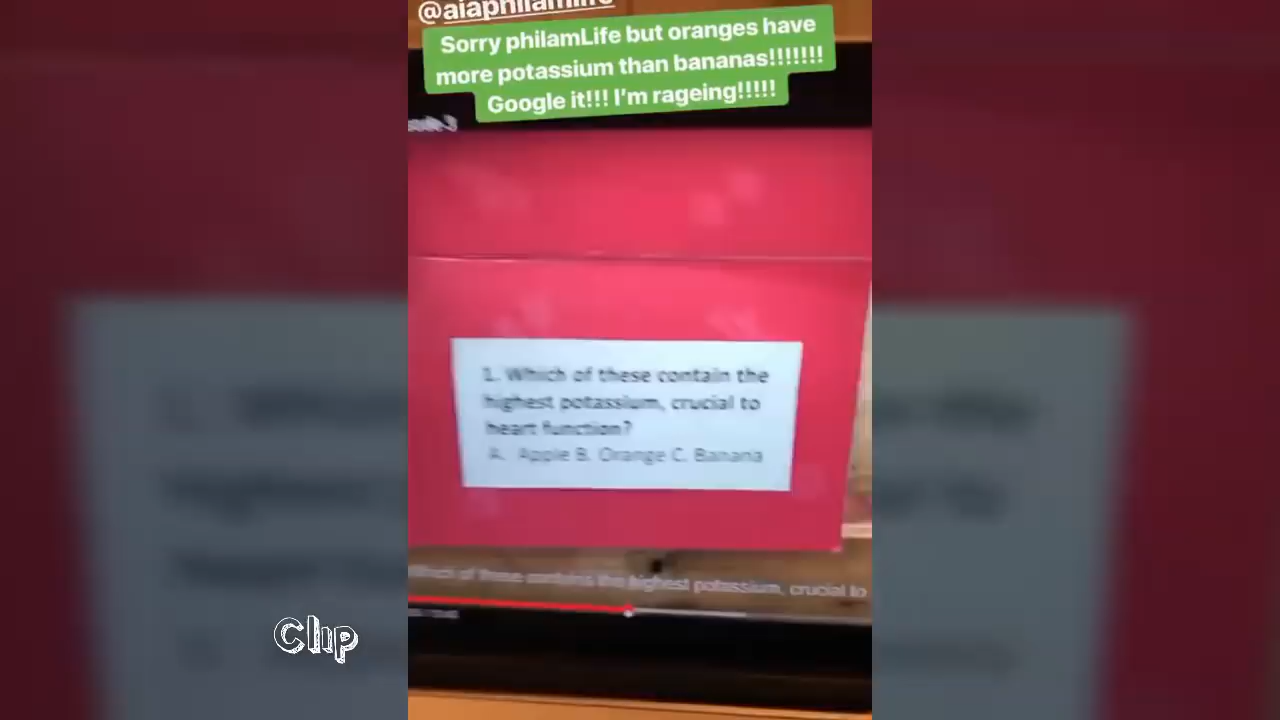 @aiaphilamlife
Sorry philamLife but oranges have
more potassium than bananas!!!!!!!
Google it!!! I'm rageing!!!!!
1. Which of these contain the
highest potassium, crucial to
heart function?
A. Apple B. Orange C. Banana
Which of these contains the highest potassium, crucial to
Clip